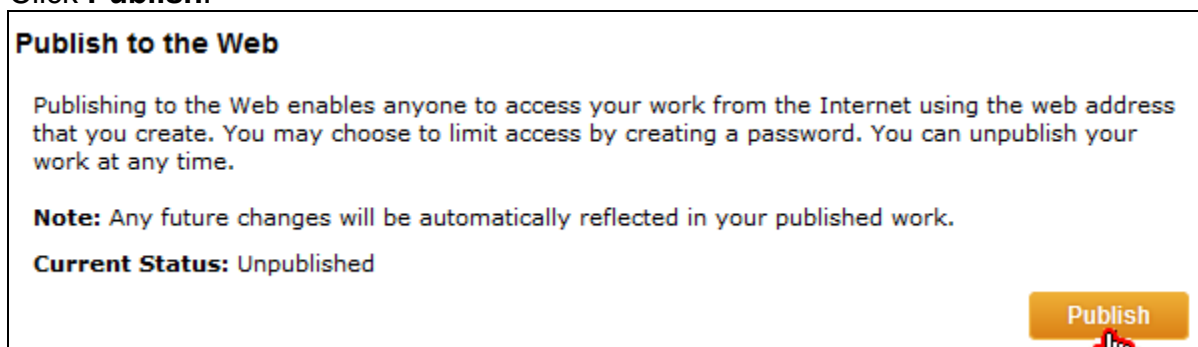 Click Publish.
Publish to the Web
Publishing to the Web enables anyone to access your work from the Internet using the web address
that you create. You may choose to limit access by creating a password. You can unpublish your
work at any time.
Note: Any future changes will be automatically reflected in your published work.
Current Status: Unpublished
Publish